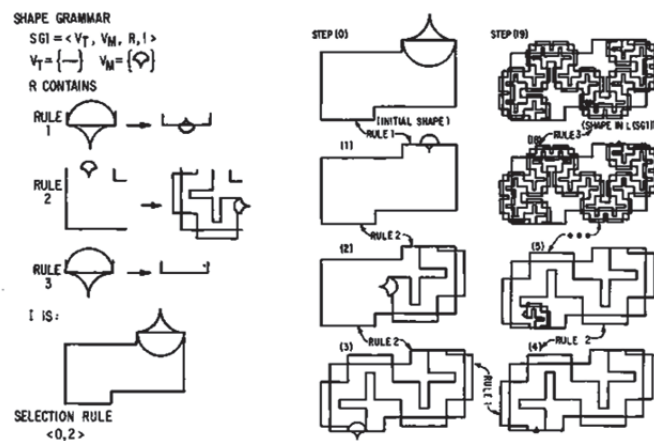 SHAPE GRAMMAR
SG1 = <V_T, V_M, R, I>
V_T = { — } V_M = { }
R CONTAINS
RULE
1
RULE
2
RULE
3
I IS:
SELECTION RULE
<0,2>
STEP (0)
[INITIAL SHAPE]
RULE 1
(1)
RULE 2
(2)
RULE 2
(3)
RULE 1
STEP (19)
(SHAPE IN L(SG1))
RULE 3
(18)
(5)
RULE 2
(4)